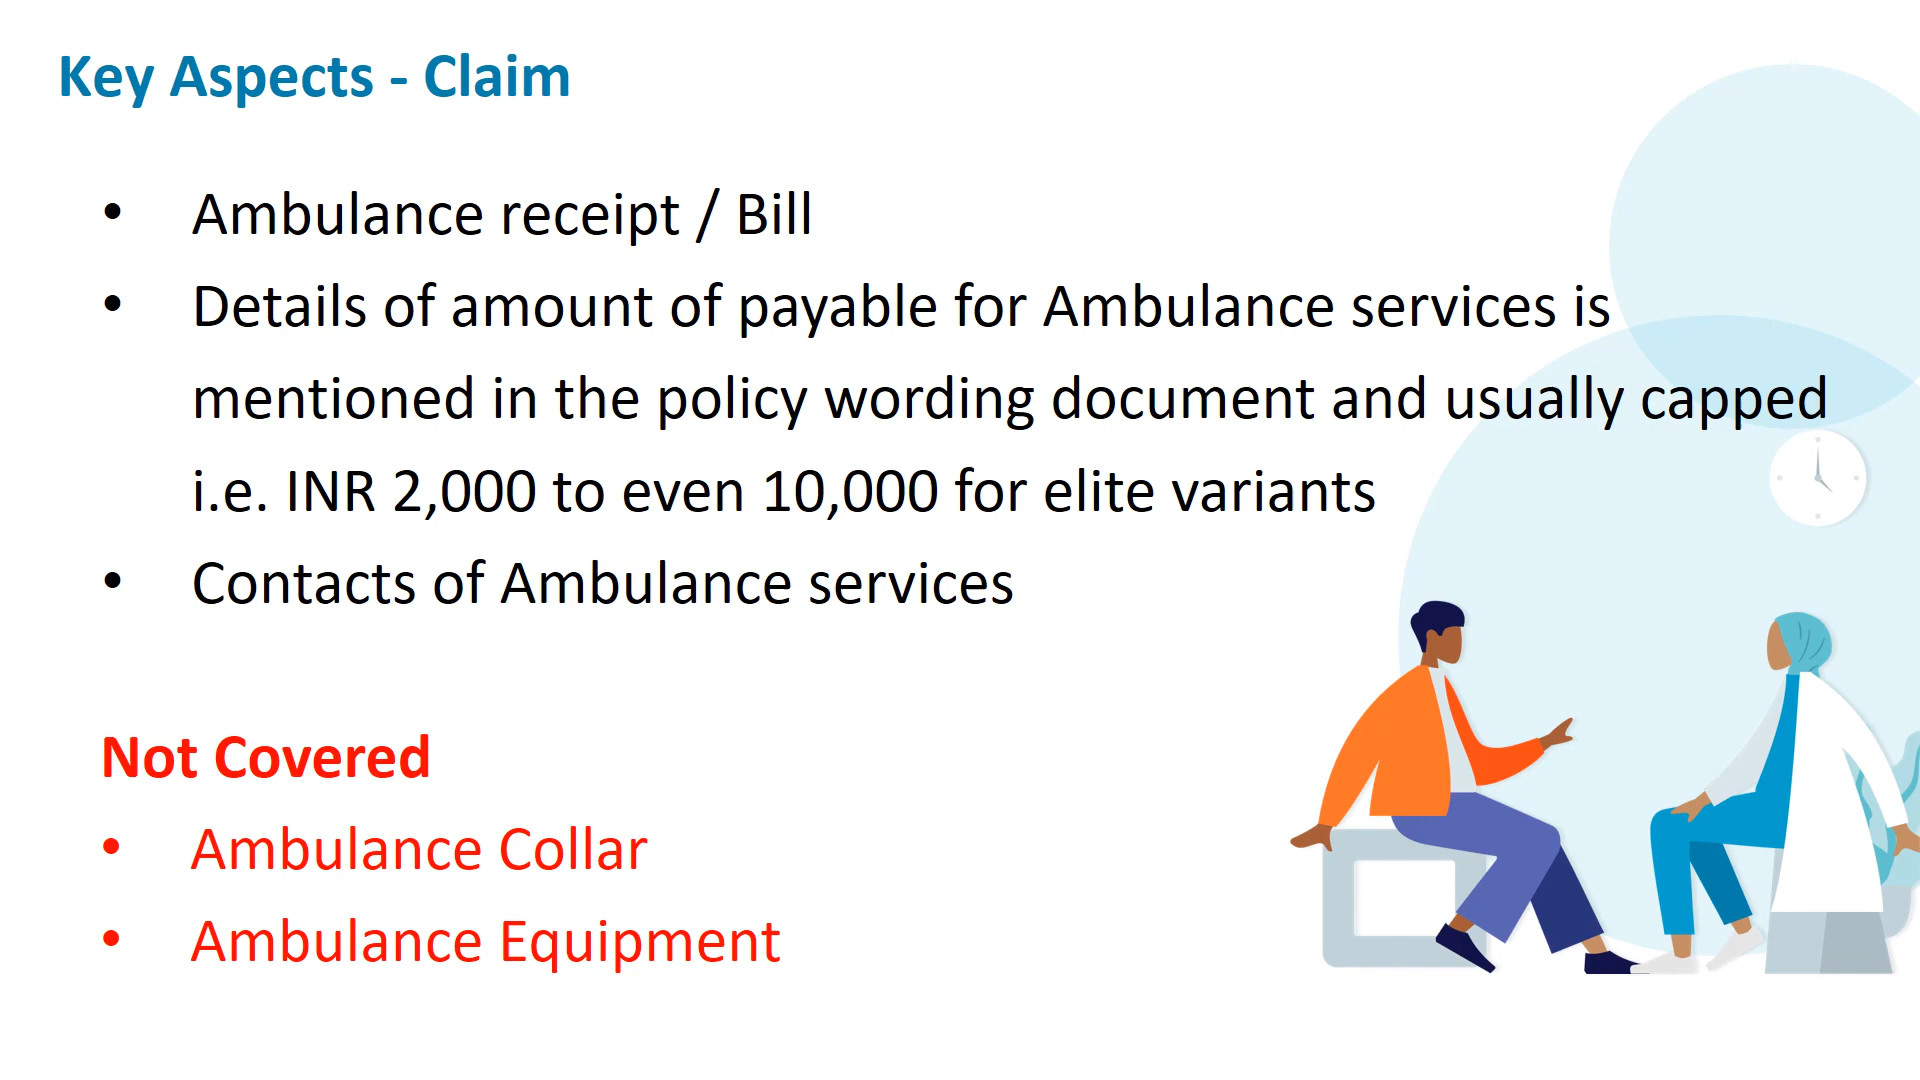 Key Aspects - Claim
• Ambulance receipt / Bill
• Details of amount of payable for Ambulance services is
mentioned in the policy wording document and usually capped
i.e. INR 2,000 to even 10,000 for elite variants
• Contacts of Ambulance services
Not Covered
• Ambulance Collar
• Ambulance Equipment